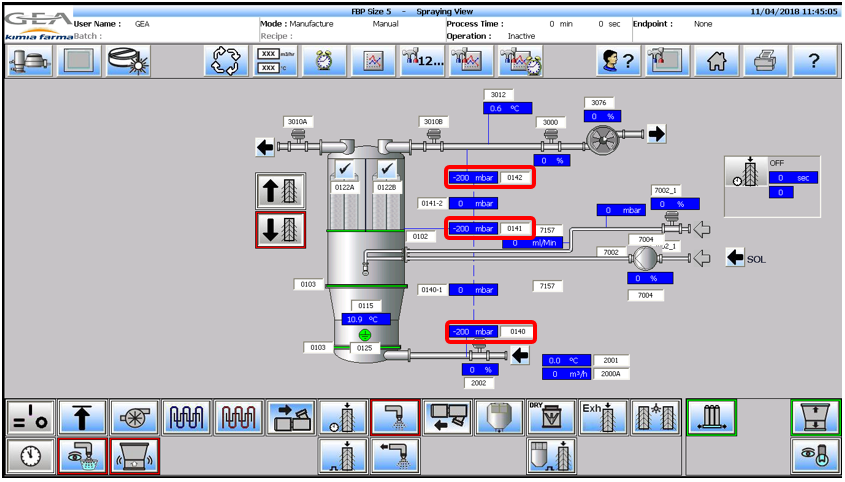 FBP Size 5 - Spraying View 11/04/2018 11:45:05
GEA
kimia farma
User Name : GEA Mode : Manufacture Manual Process Time : 0 min 0 sec Endpoint : None
Batch : Recipe : Operation : Inactive
XXX m3/hr
XXX °C
12...
?
?
3012
0.6 °C
3076
0 %
3010A
3010B
3000
0 %
0122A
0122B
-200 mbar 0142
0141-2 0 mbar
-200 mbar 0141
0102
7157
0 ml/Min
0 mbar
7002_1
0 %
OFF
0 sec
0
7004
7002
SOL
0 %
7004
0103
0140-1 0 mbar
7157
0115
10.9 °C
-200 mbar 0140
0103
0125
0 %
2002
0.0 °C 2001
0 m³/h 2000A
DRY
Exh